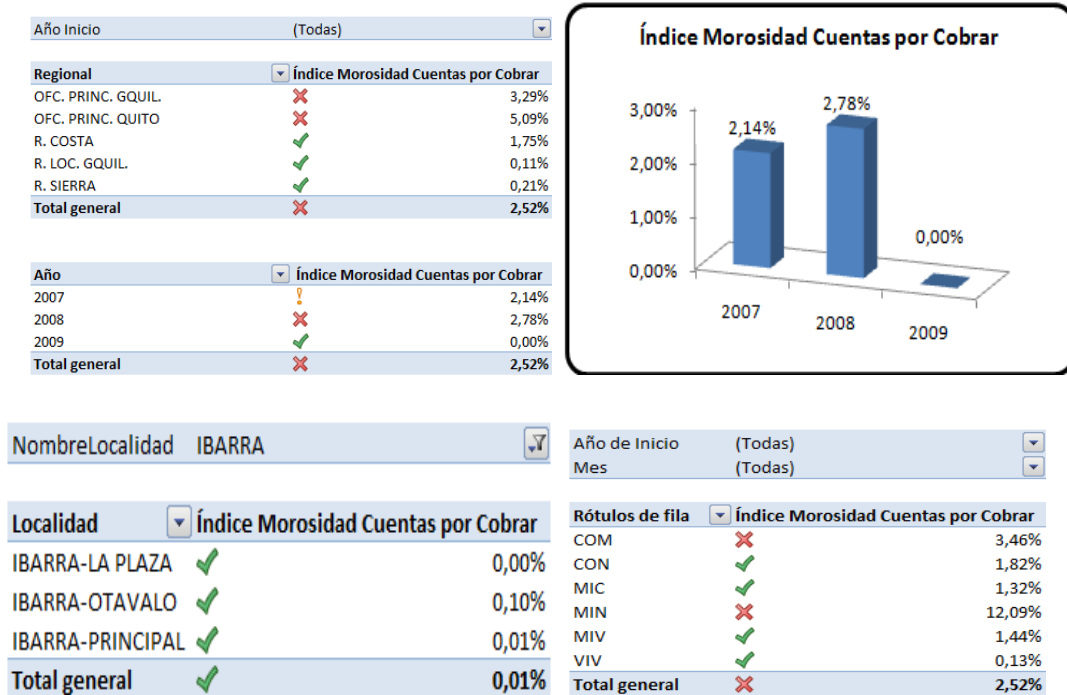 Año Inicio (Todas)
Regional Índice Morosidad Cuentas por Cobrar
OFC. PRINC. GQUIL. 3,29%
OFC. PRINC. QUITO 5,09%
R. COSTA 1,75%
R. LOC. GQUIL. 0,11%
R. SIERRA 0,21%
Total general 2,52%
Año Índice Morosidad Cuentas por Cobrar
2007 2,14%
2008 2,78%
2009 0,00%
Total general 2,52%
Índice Morosidad Cuentas por Cobrar
3,00%
2,00%
1,00%
0,00%
2,14%
2,78%
0,00%
2007
2008
2009
NombreLocalidad IBARRA
Localidad Índice Morosidad Cuentas por Cobrar
IBARRA-LA PLAZA 0,00%
IBARRA-OTAVALO 0,10%
IBARRA-PRINCIPAL 0,01%
Total general 0,01%
Año de Inicio (Todas)
Mes (Todas)
Rótulos de fila Índice Morosidad Cuentas por Cobrar
COM 3,46%
CON 1,82%
MIC 1,32%
MIN 12,09%
MIV 1,44%
VIV 0,13%
Total general 2,52%